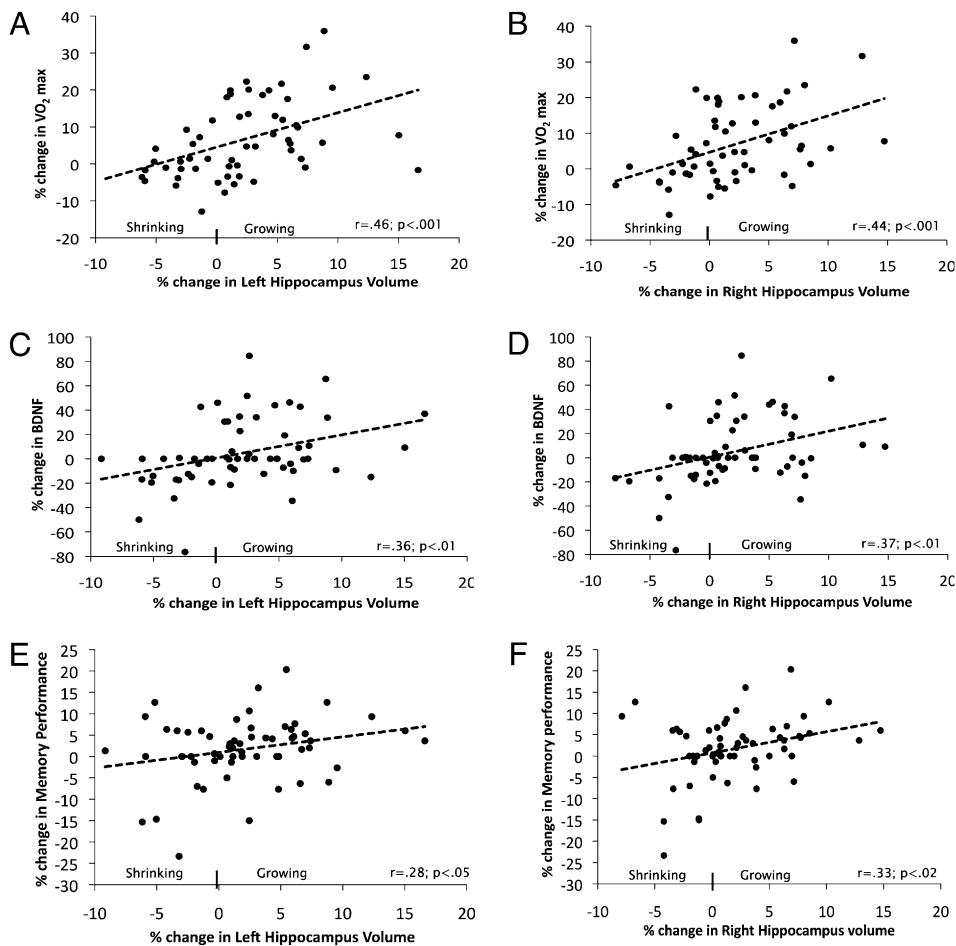 A
B
40
30
20
10
0
-10
-20
% change in VO2 max
Shrinking
Growing
r=.46; p<.001
-10 -5 0 5 10 15 20
% change in Left Hippocampus Volume
40
30
20
10
0
-10
-20
% change in VO2 max
Shrinking
Growing
r=.44; p<.001
-10 -5 0 5 10 15 20
% change in Right Hippocampus Volume
C
D
100
80
60
40
20
0
-20
-40
-60
-80
% change in BDNF
Shrinking
Growing
r=.36; p<.01
-10 -5 0 5 10 15 20
% change in Left Hippocampus Volume
100
80
60
40
20
0
-20
-40
-60
-80
% change in BDNF
Shrinking
Growing
r=.37; p<.01
-10 -5 0 5 10 15 20
% change in Right Hippocampus Volume
E
F
25
20
15
10
5
0
-5
-10
-15
-20
-25
-30
% change in Memory Performance
Shrinking
Growing
r=.28; p<.05
-10 -5 0 5 10 15 20
% change in Left Hippocampus Volume
25
20
15
10
5
0
-5
-10
-15
-20
-25
-30
% change in Memory performance
Shrinking
Growing
r=.33; p<.02
-10 -5 0 5 10 15 20
% change in Right Hippocampus volume